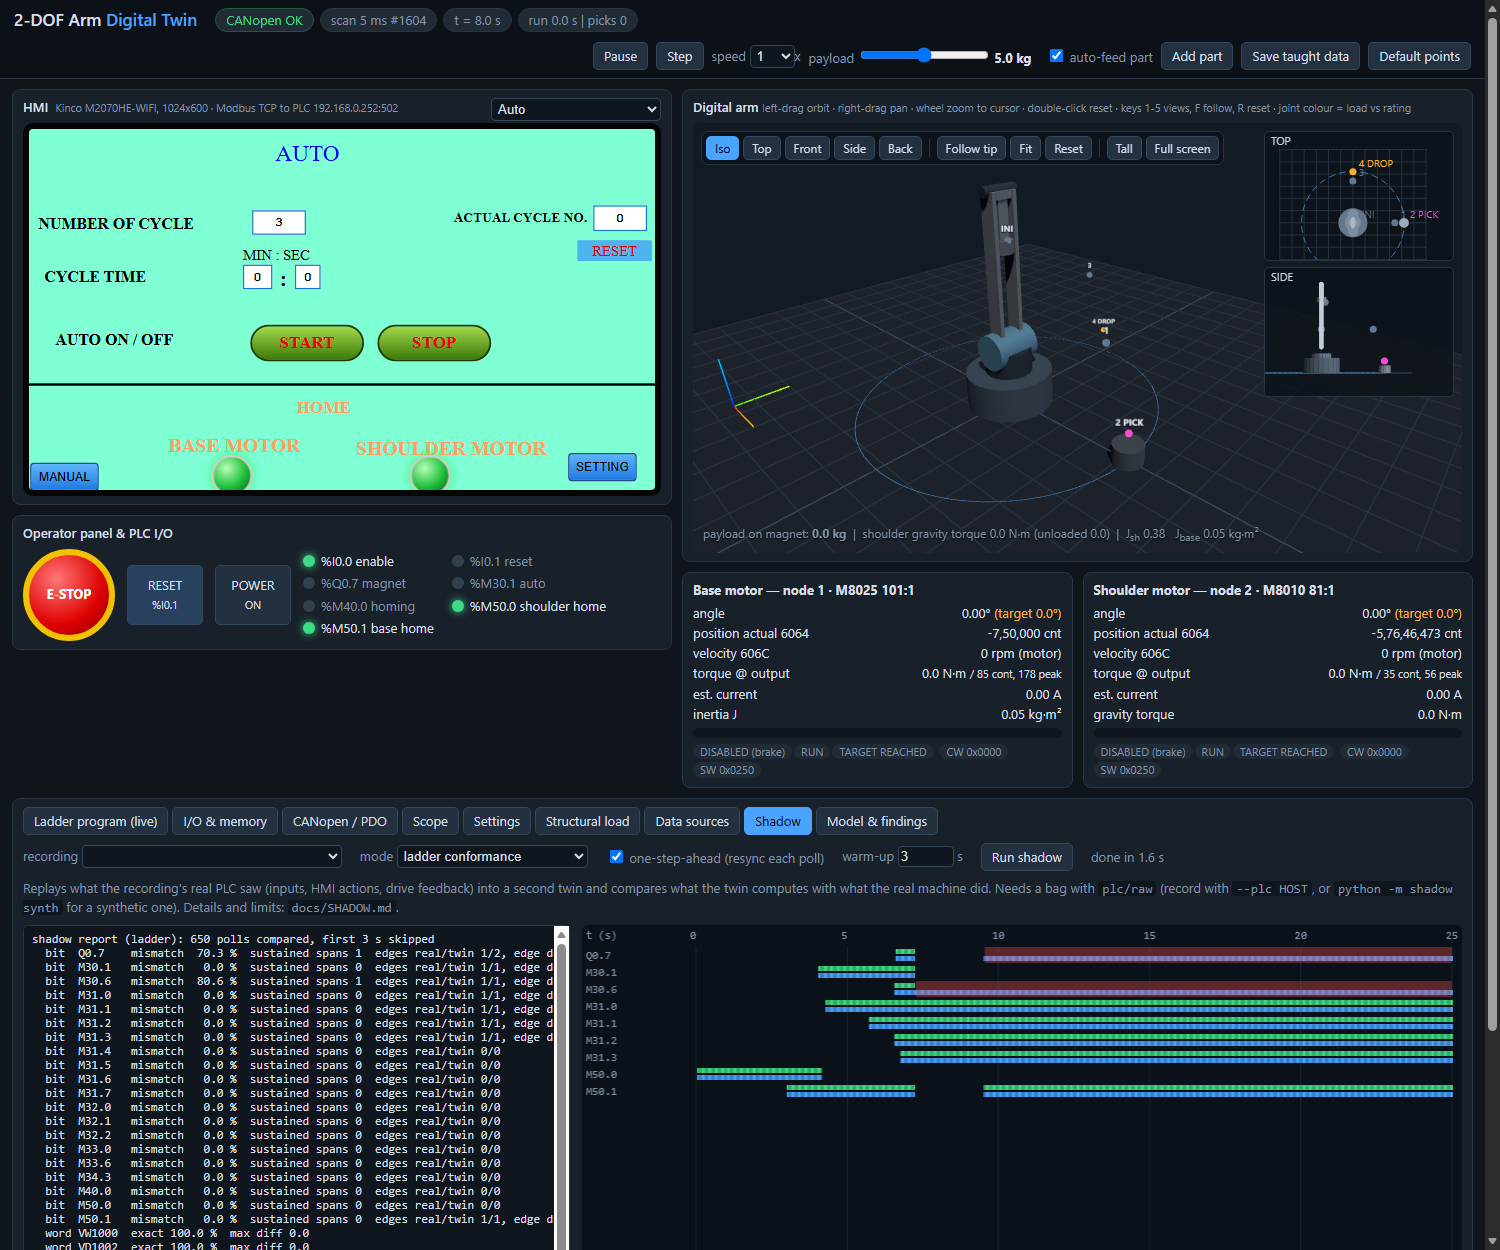 2-DOF Arm Digital Twin
CANopen OK
scan 5 ms #1604
t = 8.0 s
run 0.0 s | picks 0
Pause
Step
speed 1 x
payload 5.0 kg
auto-feed part
Add part
Save taught data
Default points
HMI Kinco M2070HE-WIFI, 1024x600 · Modbus TCP to PLC 192.168.0.252:502
Auto
AUTO
NUMBER OF CYCLE 3
ACTUAL CYCLE NO. 0
RESET
MIN : SEC
CYCLE TIME 0 : 0
AUTO ON / OFF START STOP
HOME
BASE MOTOR SHOULDER MOTOR
MANUAL
SETTING
Digital arm left-drag orbit · right-drag pan · wheel zoom to cursor · double-click reset · keys 1-5 views, F follow, R reset · joint colour = load vs rating
Iso Top Front Side Back Follow tip Fit Reset Tall Full screen
TOP
4 DROP
3
INI
2 PICK
SIDE
INI
3
4 DROP
1
2 PICK
payload on magnet: 0.0 kg | shoulder gravity torque 0.0 N·m (unloaded 0.0) | Jsh 0.38 Jbase 0.05 kg·m²
Operator panel & PLC I/O
E-STOP
RESET
%I0.1
POWER
ON
%I0.0 enable
%I0.1 reset
%Q0.7 magnet
%M30.1 auto
%M40.0 homing
%M50.0 shoulder home
%M50.1 base home
Base motor — node 1 · M8025 101:1
angle 0.00° (target 0.0°)
position actual 6064 -7,50,000 cnt
velocity 606C 0 rpm (motor)
torque @ output 0.0 N·m / 85 cont, 178 peak
est. current 0.00 A
inertia J 0.05 kg·m²
DISABLED (brake) RUN TARGET REACHED CW 0x0000
SW 0x0250
Shoulder motor — node 2 · M8010 81:1
angle 0.00° (target 0.0°)
position actual 6064 -5,76,46,473 cnt
velocity 606C 0 rpm (motor)
torque @ output 0.0 N·m / 35 cont, 56 peak
est. current 0.00 A
gravity torque 0.0 N·m
DISABLED (brake) RUN TARGET REACHED CW 0x0000
SW 0x0250
Ladder program (live) I/O & memory CANopen / PDO Scope Settings Structural load Data sources Shadow Model & findings
recording mode ladder conformance one-step-ahead (resync each poll) warm-up 3 s Run shadow done in 1.6 s
Replays what the recording's real PLC saw (inputs, HMI actions, drive feedback) into a second twin and compares what the twin computes with what the real machine did. Needs a bag with plc/raw (record with --plc HOST, or python -m shadow
synth for a synthetic one). Details and limits: docs/SHADOW.md.
shadow report (ladder): 650 polls compared, first 3 s skipped
bit Q0.7 mismatch 70.3 % sustained spans 1 edges real/twin 1/2, edge d
bit M30.1 mismatch 0.0 % sustained spans 0 edges real/twin 1/1, edge d
bit M30.6 mismatch 80.6 % sustained spans 1 edges real/twin 1/1, edge d
bit M31.0 mismatch 0.0 % sustained spans 0 edges real/twin 1/1, edge d
bit M31.1 mismatch 0.0 % sustained spans 0 edges real/twin 1/1, edge d
bit M31.2 mismatch 0.0 % sustained spans 0 edges real/twin 1/1, edge d
bit M31.3 mismatch 0.0 % sustained spans 0 edges real/twin 1/1, edge d
bit M31.4 mismatch 0.0 % sustained spans 0 edges real/twin 0/0
bit M31.5 mismatch 0.0 % sustained spans 0 edges real/twin 0/0
bit M31.6 mismatch 0.0 % sustained spans 0 edges real/twin 0/0
bit M31.7 mismatch 0.0 % sustained spans 0 edges real/twin 0/0
bit M32.0 mismatch 0.0 % sustained spans 0 edges real/twin 0/0
bit M32.1 mismatch 0.0 % sustained spans 0 edges real/twin 0/0
bit M32.2 mismatch 0.0 % sustained spans 0 edges real/twin 0/0
bit M33.0 mismatch 0.0 % sustained spans 0 edges real/twin 0/0
bit M33.6 mismatch 0.0 % sustained spans 0 edges real/twin 0/0
bit M34.3 mismatch 0.0 % sustained spans 0 edges real/twin 0/0
bit M40.0 mismatch 0.0 % sustained spans 0 edges real/twin 0/0
bit M50.0 mismatch 0.0 % sustained spans 0 edges real/twin 0/0
bit M50.1 mismatch 0.0 % sustained spans 0 edges real/twin 1/1, edge d
word VW1000 exact 100.0 % max diff 0.0
word VD1002 exact 100.0 % max diff 0.0
t (s) 0 5 10 15 20 25
Q0.7
M30.1
M30.6
M31.0
M31.1
M31.2
M31.3
M50.0
M50.1